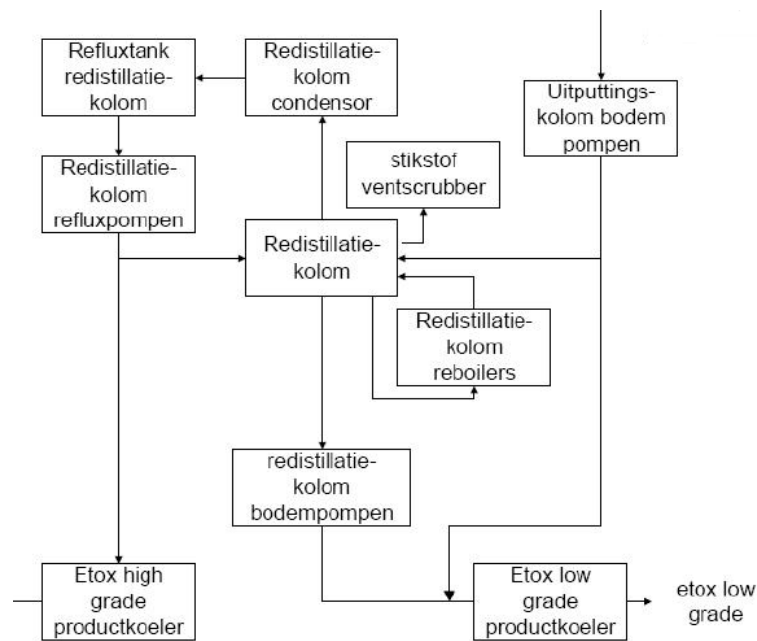 Refluxtank
redistillatie-
kolom
Redistillatie-
kolom
condensor
Uitputtings-
kolom bodem
pompen
Redistillatie-
kolom
refluxpompen
stikstof
ventscrubber
Redistillatie-
kolom
Redistillatie-
kolom
reboilers
redistillatie-
kolom
bodempompen
Etox high
grade
productkoeler
Etox low
grade
productkoeler
etox low
grade